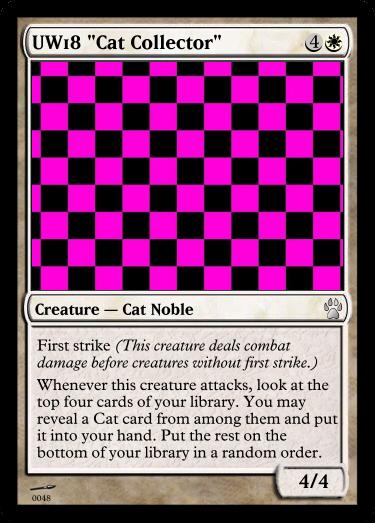 UW18 "Cat Collector" 4
Creature — Cat Noble
First strike (This creature deals combat
damage before creatures without first strike.)
Whenever this creature attacks, look at the
top four cards of your library. You may
reveal a Cat card from among them and put
it into your hand. Put the rest on the
bottom of your library in a random order.
4/4
0048